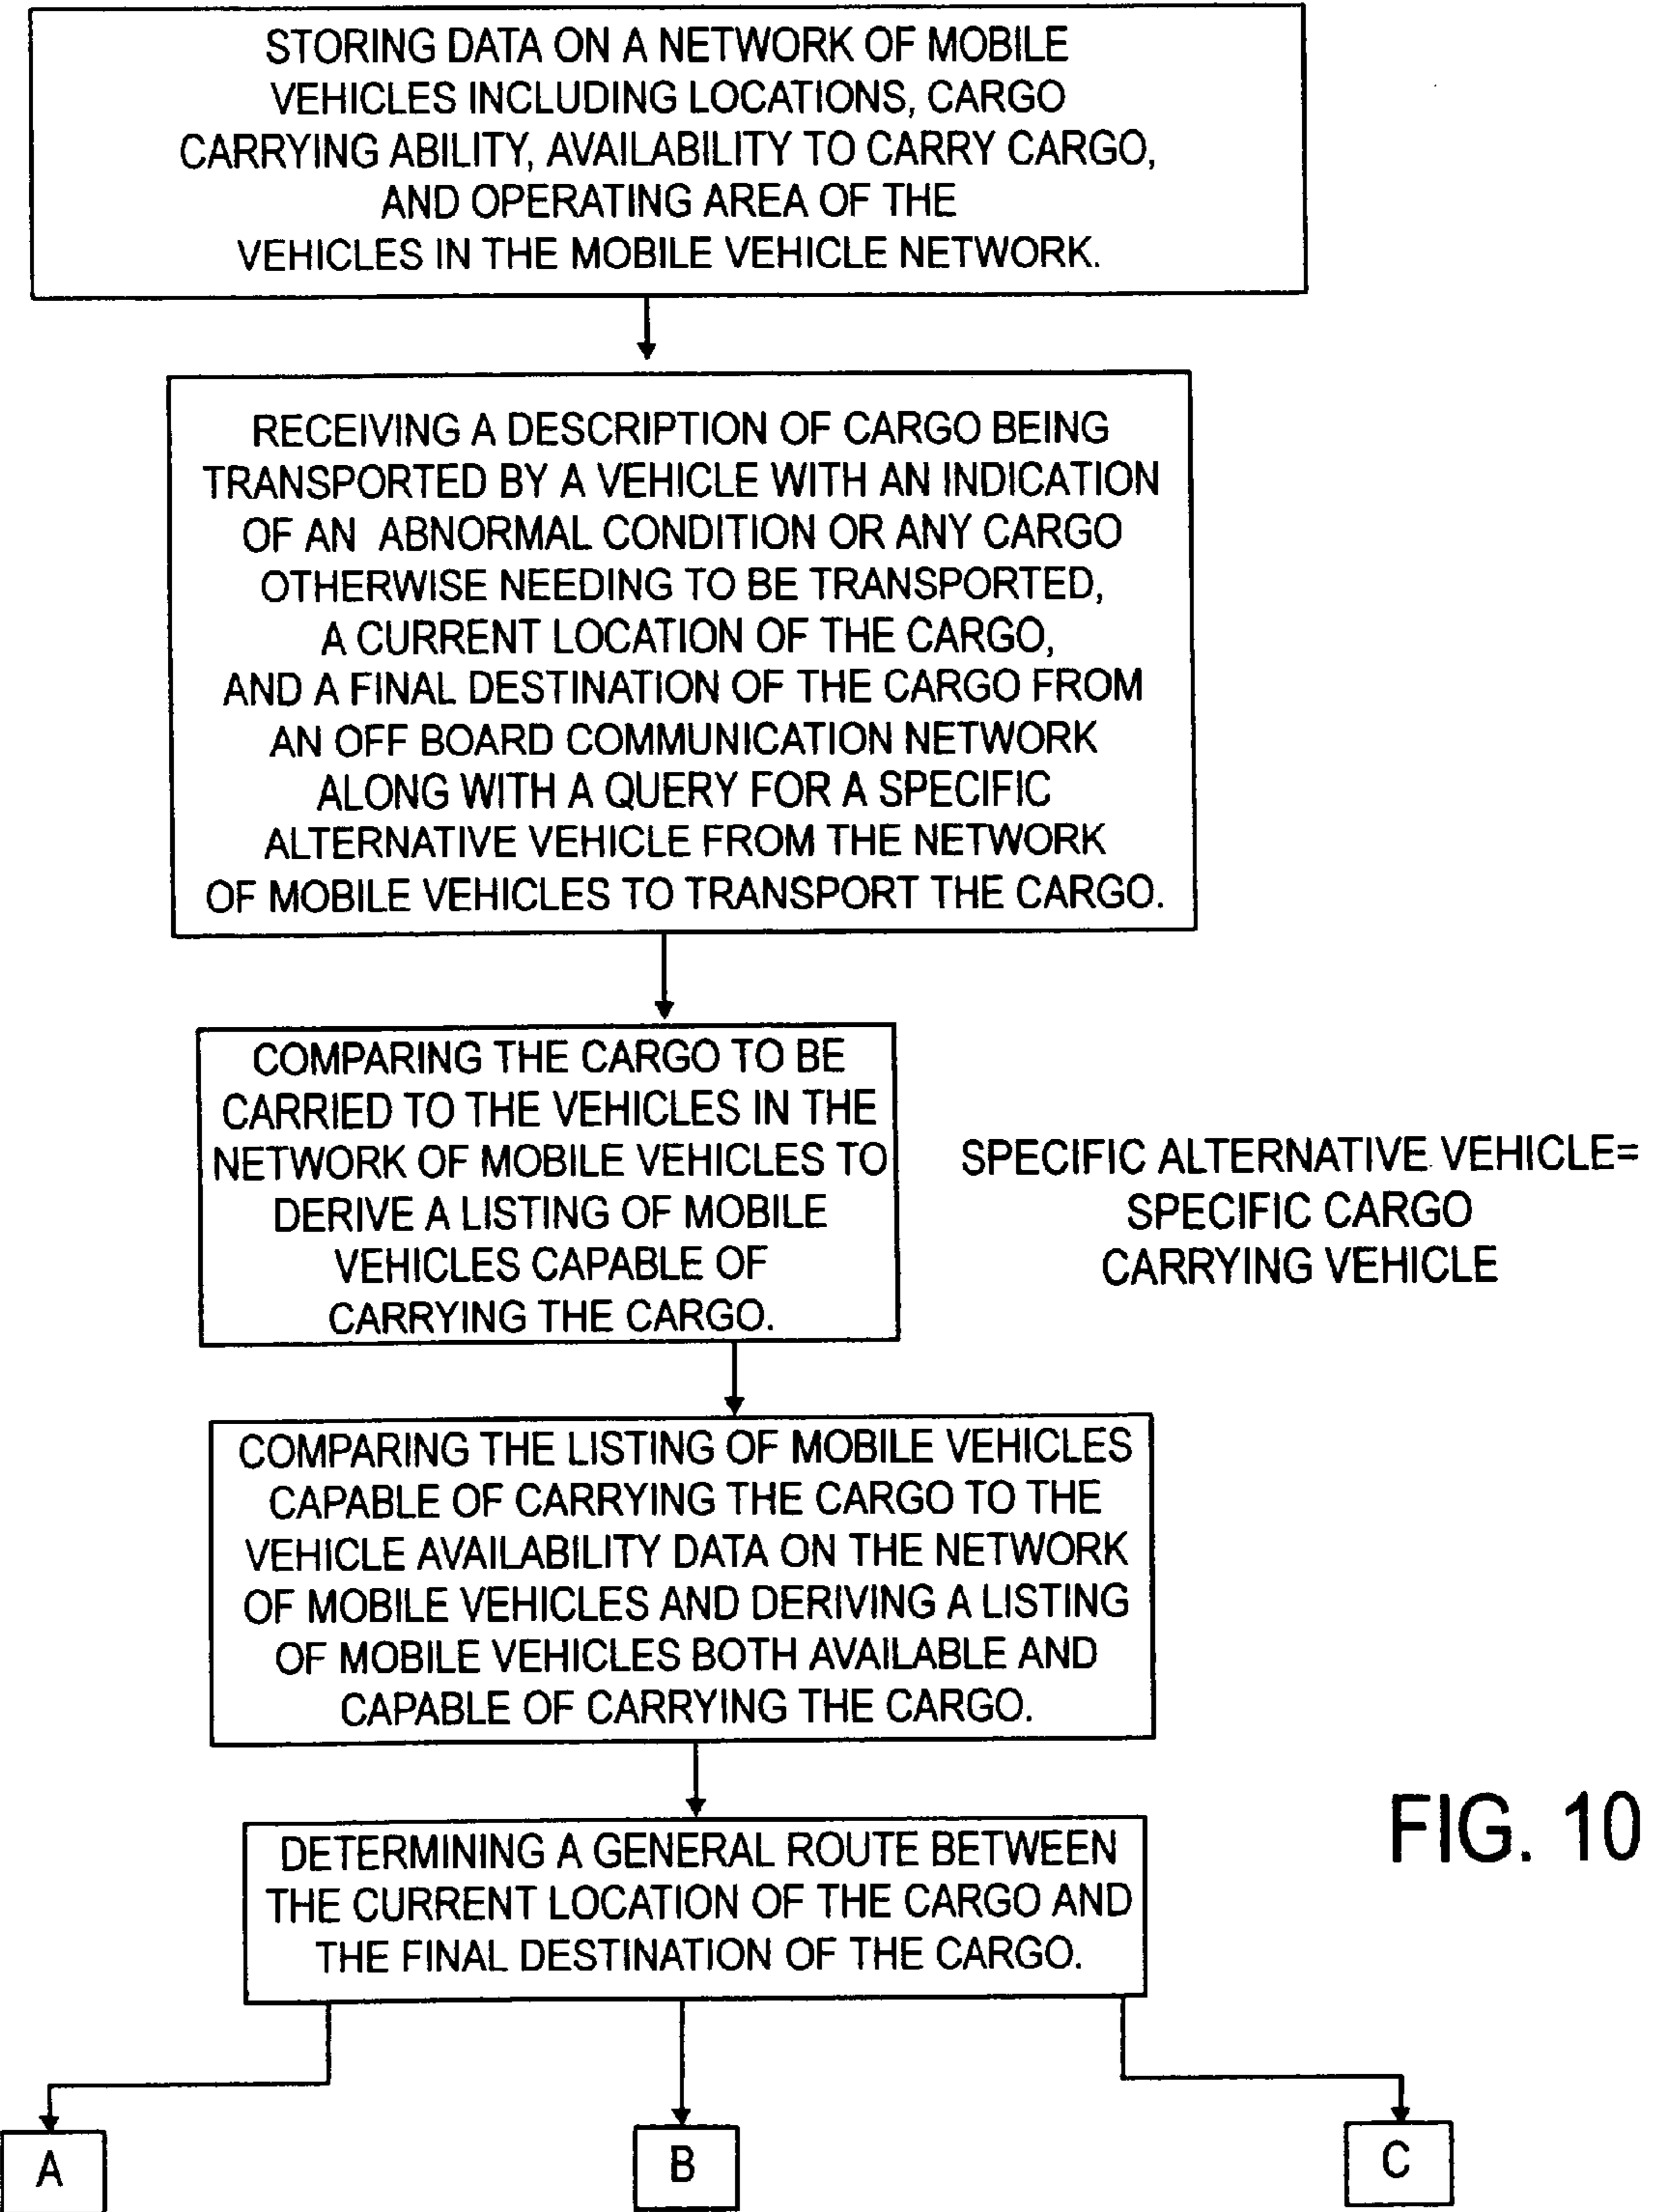 STORING DATA ON A NETWORK OF MOBILE
VEHICLES INCLUDING LOCATIONS, CARGO
CARRYING ABILITY, AVAILABILITY TO CARRY CARGO,
AND OPERATING AREA OF THE
VEHICLES IN THE MOBILE VEHICLE NETWORK.
RECEIVING A DESCRIPTION OF CARGO BEING
TRANSPORTED BY A VEHICLE WITH AN INDICATION
OF AN ABNORMAL CONDITION OR ANY CARGO
OTHERWISE NEEDING TO BE TRANSPORTED,
A CURRENT LOCATION OF THE CARGO,
AND A FINAL DESTINATION OF THE CARGO FROM
AN OFF BOARD COMMUNICATION NETWORK
ALONG WITH A QUERY FOR A SPECIFIC
ALTERNATIVE VEHICLE FROM THE NETWORK
OF MOBILE VEHICLES TO TRANSPORT THE CARGO.
COMPARING THE CARGO TO BE
CARRIED TO THE VEHICLES IN THE
NETWORK OF MOBILE VEHICLES TO
DERIVE A LISTING OF MOBILE
VEHICLES CAPABLE OF
CARRYING THE CARGO.
SPECIFIC ALTERNATIVE VEHICLE=
SPECIFIC CARGO
CARRYING VEHICLE
COMPARING THE LISTING OF MOBILE VEHICLES
CAPABLE OF CARRYING THE CARGO TO THE
VEHICLE AVAILABILITY DATA ON THE NETWORK
OF MOBILE VEHICLES AND DERIVING A LISTING
OF MOBILE VEHICLES BOTH AVAILABLE AND
CAPABLE OF CARRYING THE CARGO.
DETERMINING A GENERAL ROUTE BETWEEN
THE CURRENT LOCATION OF THE CARGO AND
THE FINAL DESTINATION OF THE CARGO.
FIG. 10
A
B
C